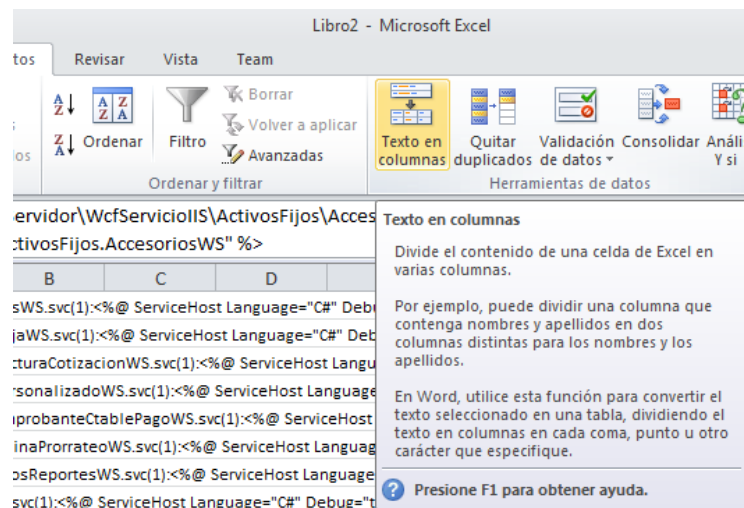 Libro2 - Microsoft Excel
tos Revisar Vista Team
Borrar
Volver a aplicar
Avanzadas
Ordenar
Filtro
Texto en columnas
Quitar duplicados
Validación de datos
Consolidar
Análi
Y si
os
Ordenar y filtrar
Herramientas de datos
ervidor\WcfServicioIIS\ActivosFijos\Acces
ctivosFijos.AccesoriosWS" %>
B C D
sWS.svc(1):<%@ ServiceHost Language="C#" Deb
jaWS.svc(1):<%@ ServiceHost Language="C#" Deb
cturaCotizacionWS.svc(1):<%@ ServiceHost Langu
rsonalizadoWS.svc(1):<%@ ServiceHost Language
nprobanteCtablePagoWS.svc(1):<%@ ServiceHost
inaProrrateoWS.svc(1):<%@ ServiceHost Languag
osReportesWS.svc(1):<%@ ServiceHost Language
svc(1):<%@ ServiceHost Language="C#" Debug="t
Texto en columnas
Divide el contenido de una celda de Excel en
varias columnas.
Por ejemplo, puede dividir una columna que
contenga nombres y apellidos en dos
columnas distintas para los nombres y los
apellidos.
En Word, utilice esta función para convertir el
texto seleccionado en una tabla, dividiendo el
texto en columnas en cada coma, punto u otro
carácter que especifique.
Presione F1 para obtener ayuda.